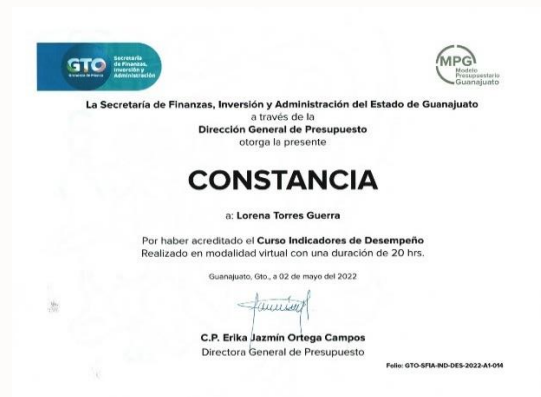 GTO
Secretaría
de Finanzas,
Inversión y
Administración
MPG
Modelo
Presupuestario
Guanajuato
La Secretaría de Finanzas, Inversión y Administración del Estado de Guanajuato
a través de la
Dirección General de Presupuesto
otorga la presente
CONSTANCIA
a: Lorena Torres Guerra
Por haber acreditado el Curso Indicadores de Desempeño
Realizado en modalidad virtual con una duración de 20 hrs.
Guanajuato, Gto., a 02 de mayo del 2022
C.P. Erika Jazmín Ortega Campos
Directora General de Presupuesto
Folio: GTO-SFIA-IND-DES-2022-A1-014